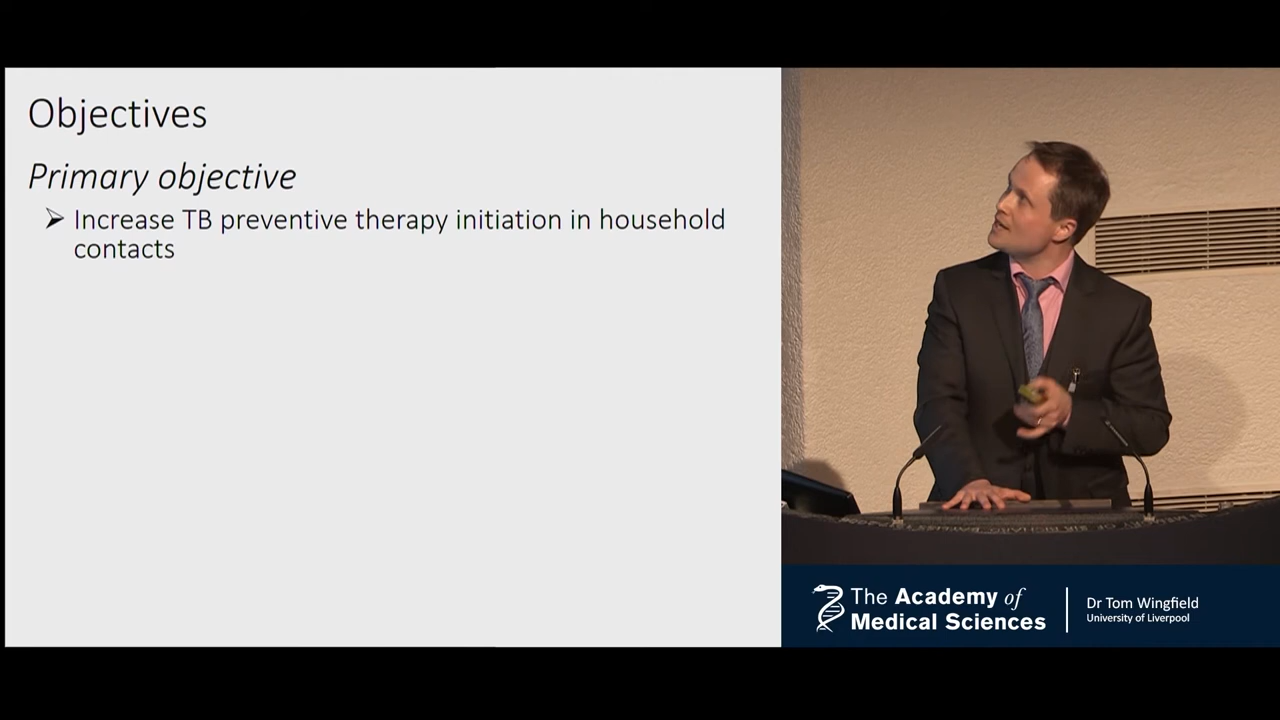 Objectives
Primary objective
➢ Increase TB preventive therapy initiation in household
contacts
The Academy of
Medical Sciences
Dr Tom Wingfield
University of Liverpool